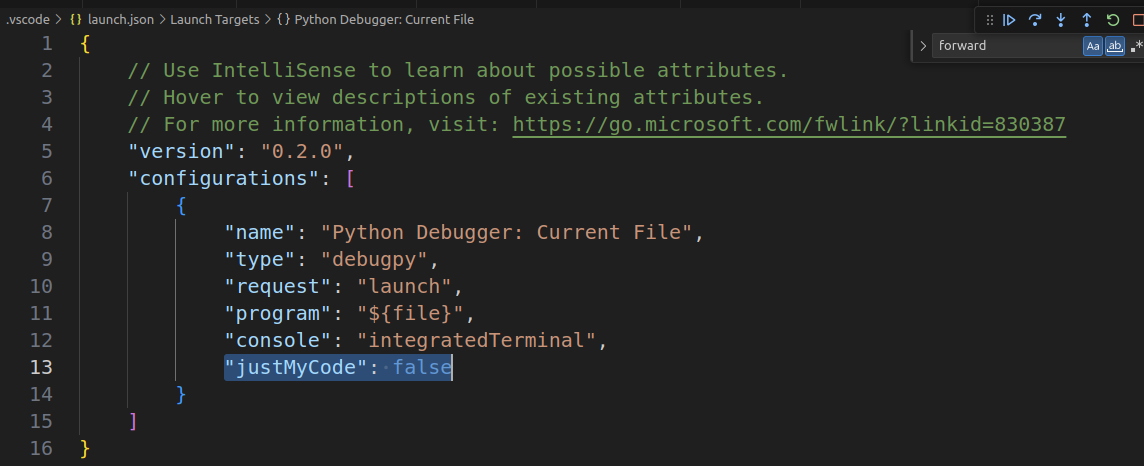 .vscode > {} launch.json > Launch Targets > {} Python Debugger: Current File
forward
Aa
ab
.*
1 {
2 // Use IntelliSense to learn about possible attributes.
3 // Hover to view descriptions of existing attributes.
4 // For more information, visit: https://go.microsoft.com/fwlink/?linkid=830387
5 "version": "0.2.0",
6 "configurations": [
7 {
8 "name": "Python Debugger: Current File",
9 "type": "debugpy",
10 "request": "launch",
11 "program": "${file}",
12 "console": "integratedTerminal",
13 "justMyCode": false
14 }
15 ]
16 }